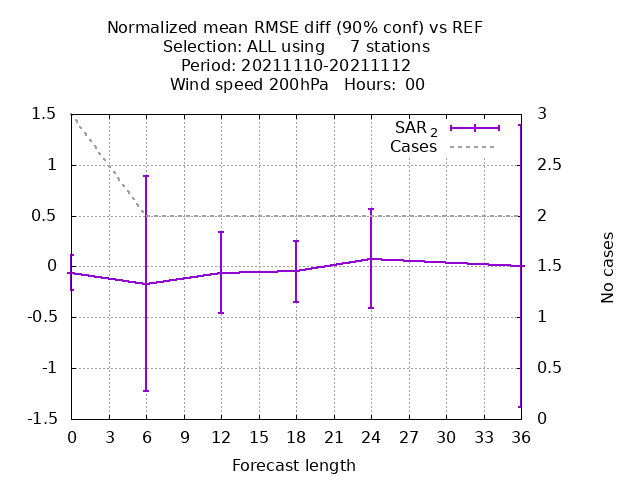 Normalized mean RMSE diff (90% conf) vs REF
Selection: ALL using     7 stations
Period: 20211110-20211112
Wind speed 200hPa   Hours:  00
1.5
1
0.5
0
-0.5
-1
-1.5
SAR 2
Cases
3
2.5
2
1.5
1
0.5
0
No cases
0 3 6 9 12 15 18 21 24 27 30 33 36
Forecast length